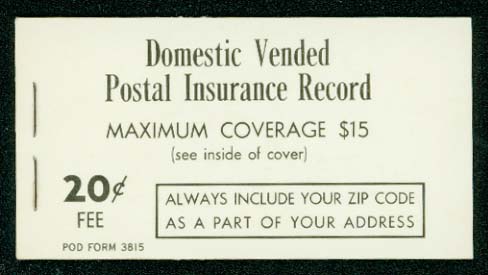 Domestic Vended
Postal Insurance Record
MAXIMUM COVERAGE $15
(see inside of cover)
20¢
FEE
POD FORM 3815
ALWAYS INCLUDE YOUR ZIP CODE
AS A PART OF YOUR ADDRESS